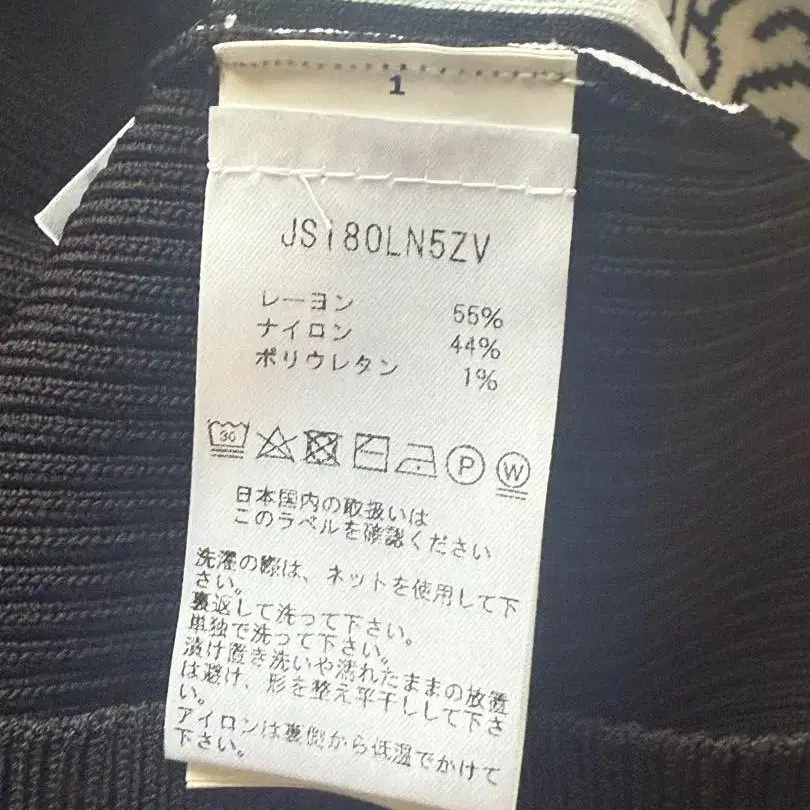 1
JS180LN5ZV
レーヨン 55%
ナイロン 44%
ポリウレタン 1%
30
P
W
日本国内の取扱いは
このラベルを確認ください
洗濯の際は、ネットを使用して下
さい。
裏返して洗って下さい。
単独で洗って下さい。
漬け置き洗いや濡れたままの放置
は避け、形を整え平干しして下さ
い。
アイロンは裏側から低温でかけて
下さい。